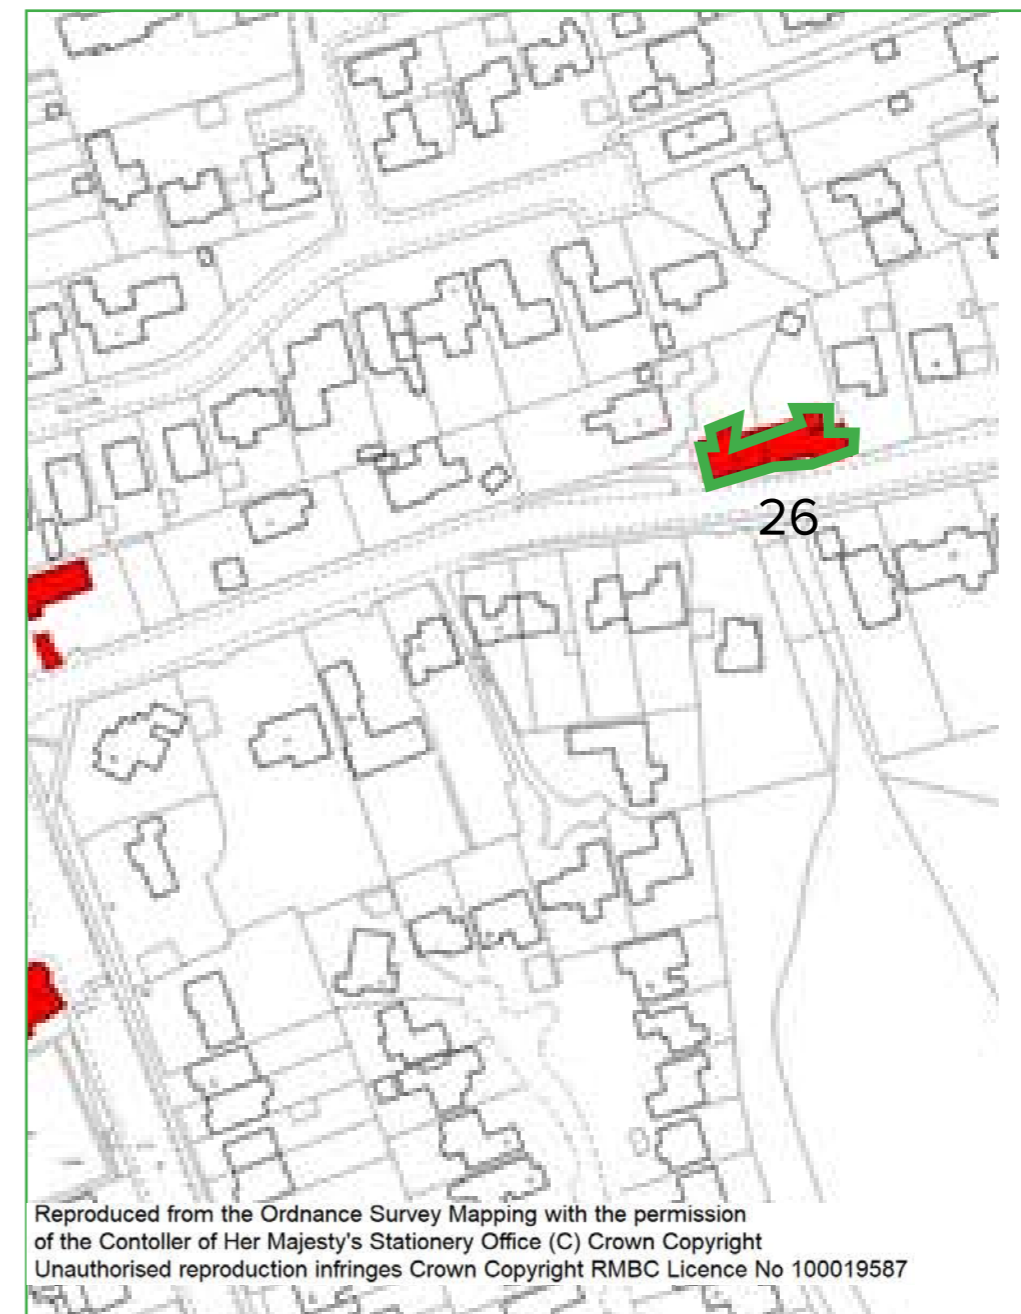 26
Reproduced from the Ordnance Survey Mapping with the permission
of the Contoller of Her Majesty's Stationery Office (C) Crown Copyright
Unauthorised reproduction infringes Crown Copyright RMBC Licence No 100019587